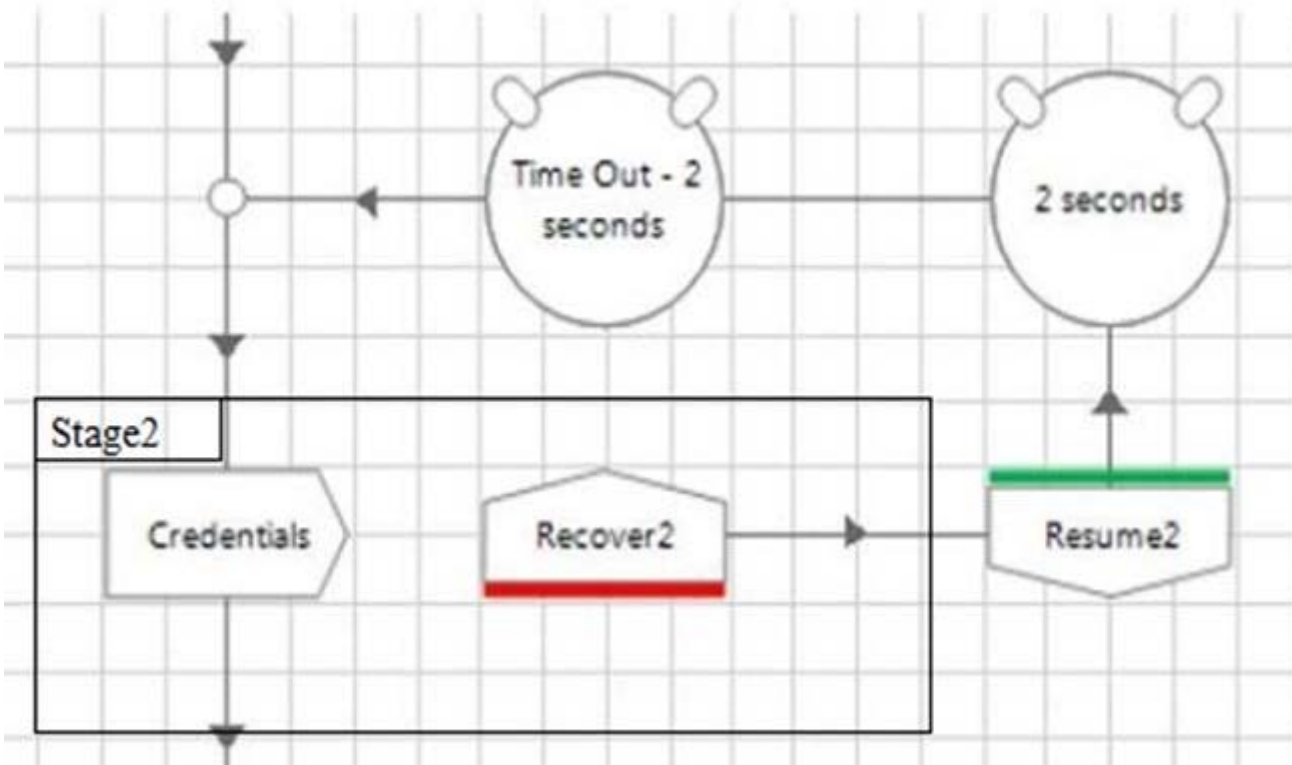 Time Out - 2
seconds
2 seconds
Stage2
Credentials
Recover2
Resume2